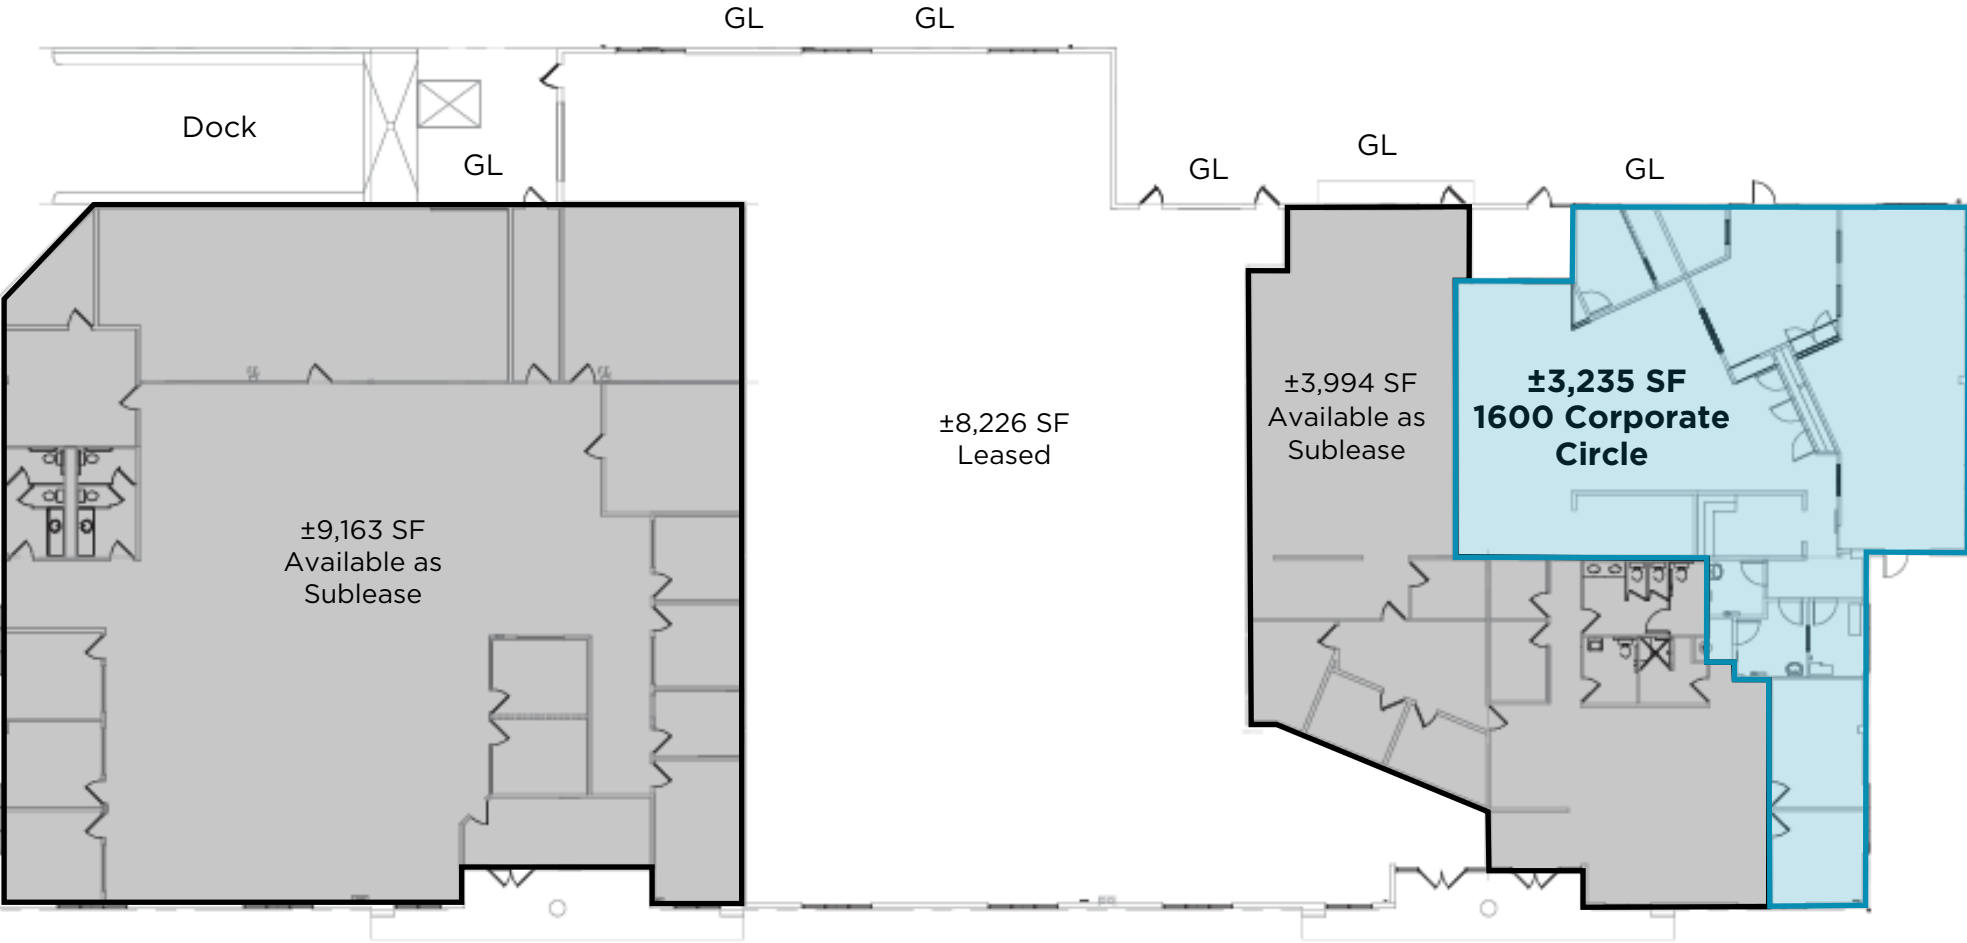 GL
GL
Dock
GL
GL
GL
GL
±9,163 SF
Available as
Sublease
±8,226 SF
Leased
±3,994 SF
Available as
Sublease
±3,235 SF
1600 Corporate
Circle